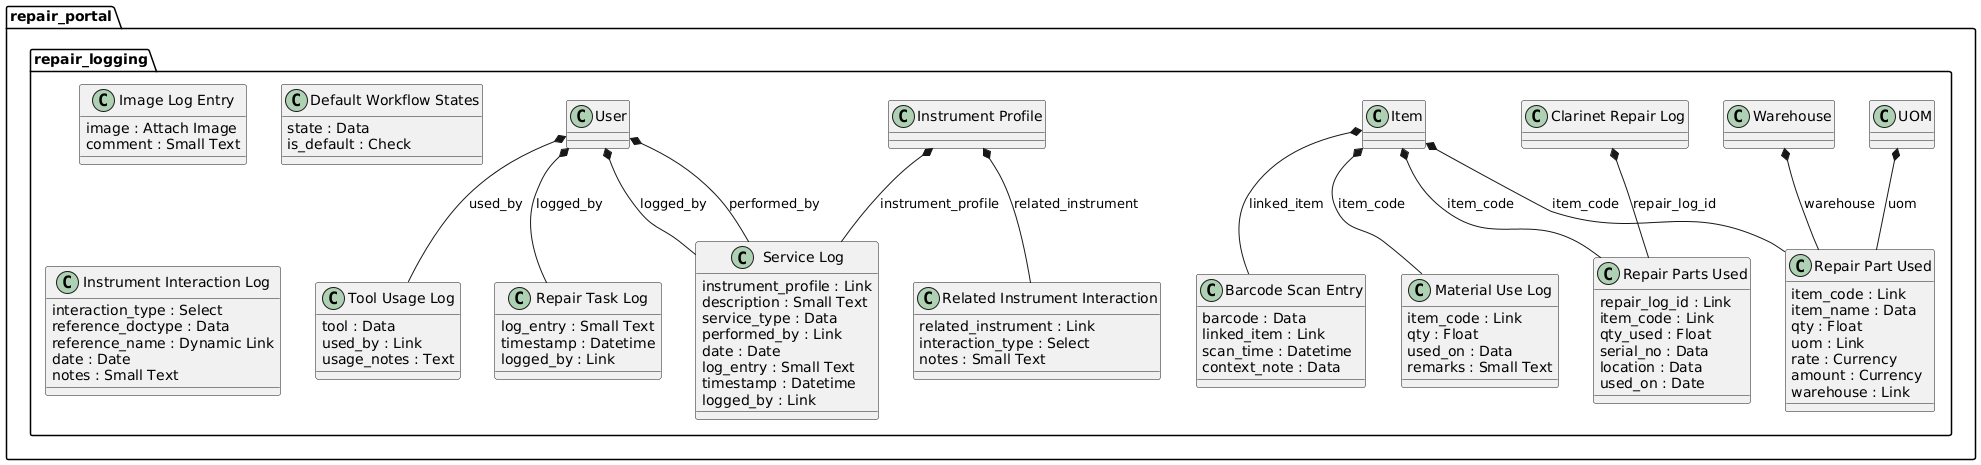 repair_portal
repair_logging
C Image Log Entry
image : Attach Image
comment : Small Text
C Default Workflow States
state : Data
is_default : Check
C User
C Instrument Profile
C Item
C Clarinet Repair Log
C Warehouse
C UOM
used_by
logged_by
logged_by
performed_by
instrument_profile
related_instrument
linked_item
item_code
item_code
item_code
repair_log_id
warehouse
uom
C Instrument Interaction Log
interaction_type : Select
reference_doctype : Data
reference_name : Dynamic Link
date : Date
notes : Small Text
C Tool Usage Log
tool : Data
used_by : Link
usage_notes : Text
C Repair Task Log
log_entry : Small Text
timestamp : Datetime
logged_by : Link
C Service Log
instrument_profile : Link
description : Small Text
service_type : Data
performed_by : Link
date : Date
log_entry : Small Text
timestamp : Datetime
logged_by : Link
C Related Instrument Interaction
related_instrument : Link
interaction_type : Select
notes : Small Text
C Barcode Scan Entry
barcode : Data
linked_item : Link
scan_time : Datetime
context_note : Data
C Material Use Log
item_code : Link
qty : Float
used_on : Data
remarks : Small Text
C Repair Parts Used
repair_log_id : Link
item_code : Link
qty_used : Float
serial_no : Data
location : Data
used_on : Date
C Repair Part Used
item_code : Link
item_name : Data
qty : Float
uom : Link
rate : Currency
amount : Currency
warehouse : Link